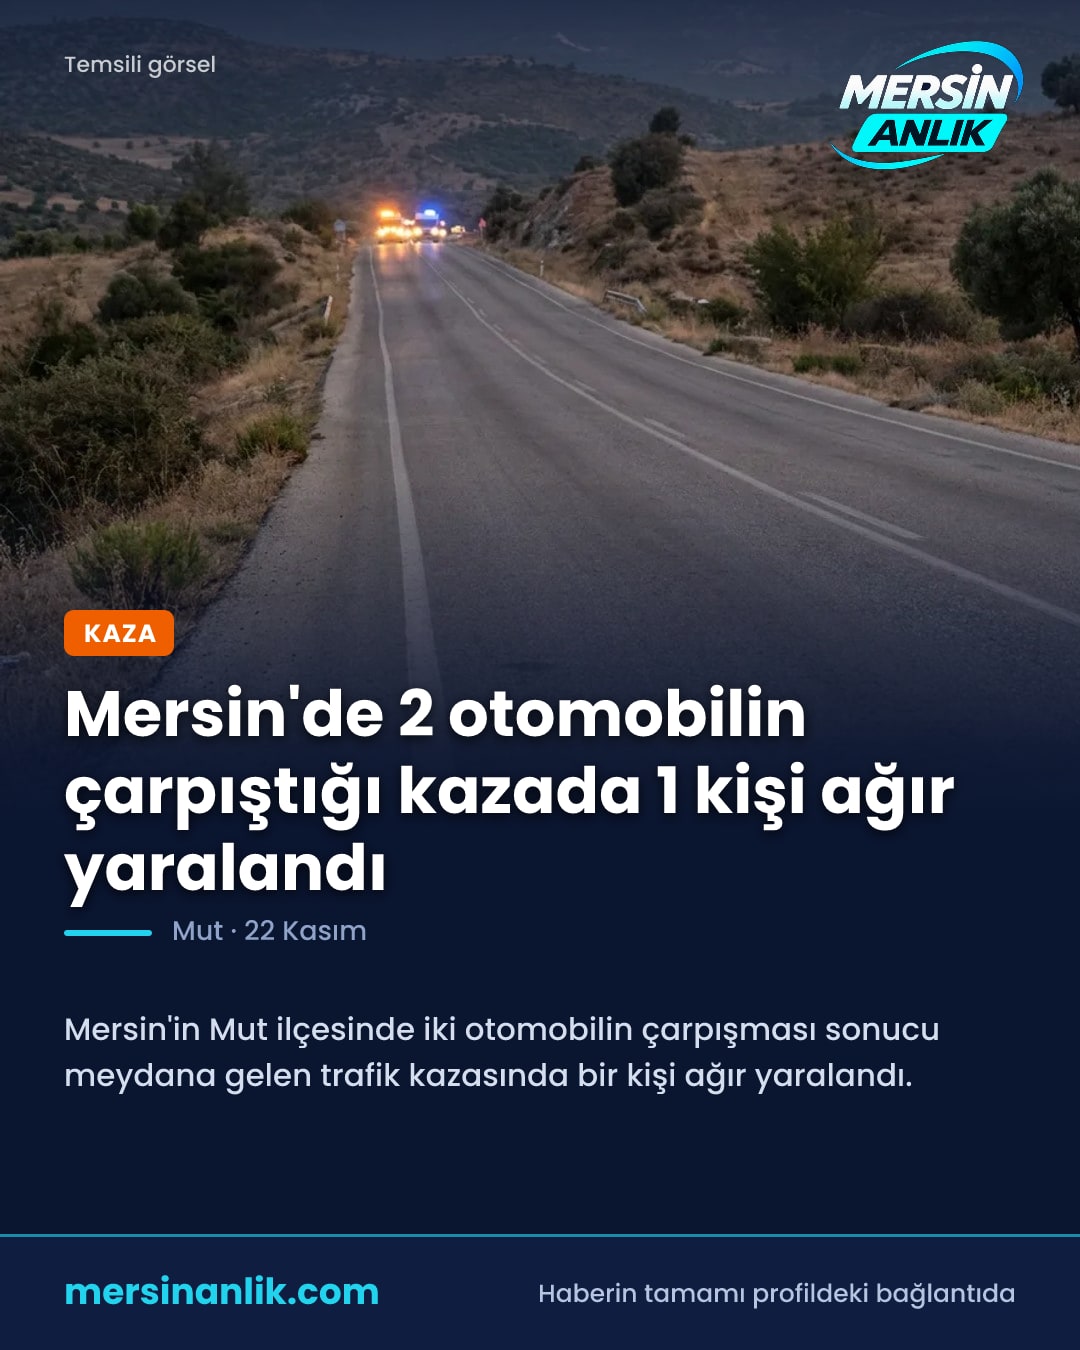 Temsili görsel
MERSİN
ANLIK
KAZA
Mersin'de 2 otomobilin
çarpıştığı kazada 1 kişi ağır
yaralandı
Mut · 22 Kasım
Mersin'in Mut ilçesinde iki otomobilin çarpışması sonucu
meydana gelen trafik kazasında bir kişi ağır yaralandı.
mersinanlik.com
Haberin tamamı profildeki bağlantıda